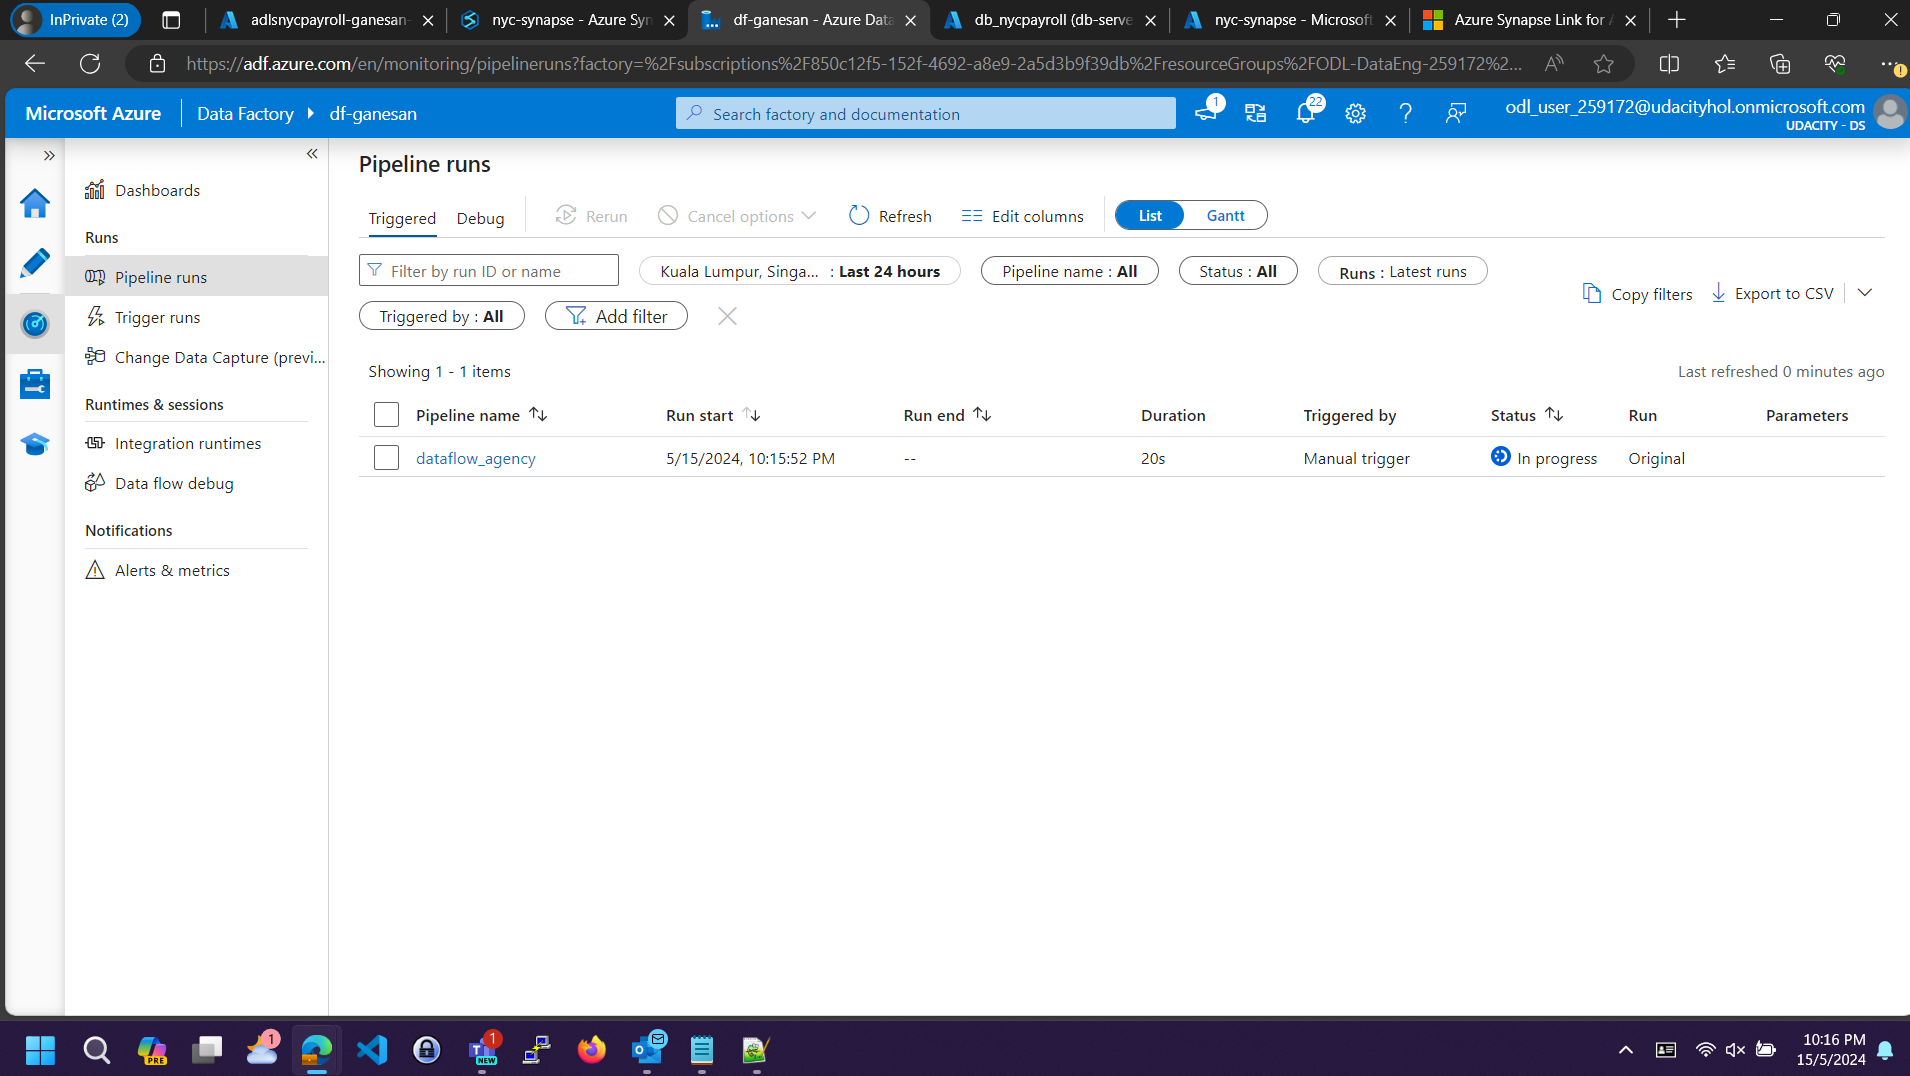 InPrivate (2)
adlsnycpayroll-ganesan-
nyc-synapse - Azure Syn
df-ganesan - Azure Data
db_nycpayroll (db-serve
nyc-synapse - Microsoft
Azure Synapse Link for A
https://adf.azure.com/en/monitoring/pipelineruns?factory=%2Fsubscriptions%2F850c12f5-152f-4692-a8e9-2a5d3b9f39db%2FresourceGroups%2FODL-DataEng-259172%2...
Microsoft Azure
Data Factory
df-ganesan
Search factory and documentation
1
22
odl_user_259172@udacityhol.onmicrosoft.com
UDACITY - DS
Dashboards
Runs
Pipeline runs
Trigger runs
Change Data Capture (previ...
Runtimes & sessions
Integration runtimes
Data flow debug
Notifications
Alerts & metrics
Pipeline runs
Triggered Debug Rerun Cancel options Refresh Edit columns List Gantt
Filter by run ID or name
Kuala Lumpur, Singa... : Last 24 hours
Pipeline name : All
Status : All
Runs : Latest runs
Copy filters
Export to CSV
Triggered by : All
Add filter
Showing 1 - 1 items
Last refreshed 0 minutes ago
Pipeline name Run start Run end Duration Triggered by Status Run Parameters
dataflow_agency 5/15/2024, 10:15:52 PM -- 20s Manual trigger In progress Original
PRE
1
1
NEW
10:16 PM
15/5/2024